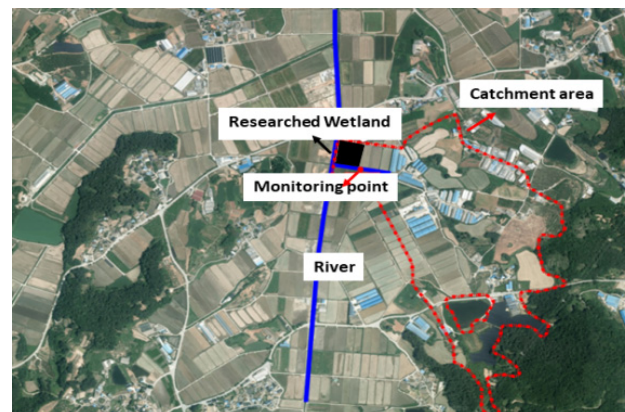 Catchment area
Researched Wetland
Monitoring point
River